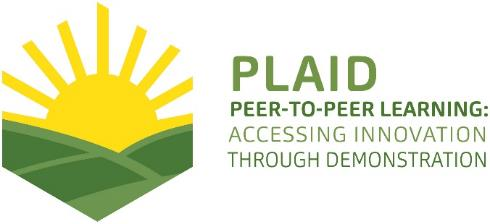 PLAID
PEER-TO-PEER LEARNING:
ACCESSING INNOVATION
THROUGH DEMONSTRATION